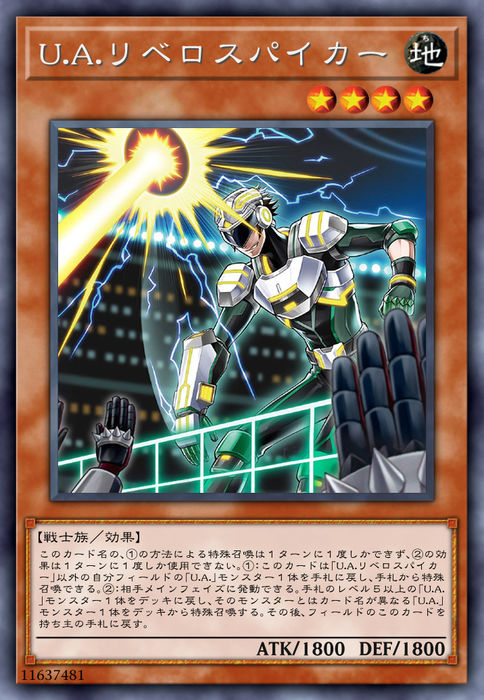 U.A.リベロスパイカー
ち
地
【戦士族／効果】
このカード名の、①の方法による特殊召喚は１ターンに１度しかできず、②の効
果は１ターンに１度しか使用できない。①：このカードは「U.A.リベロスパイカ
ー」以外の自分フィールドの「U.A.」モンスター１体を手札に戻し、手札から特殊
召喚できる。②：相手メインフェイズに発動できる。手札のレベル５以上の「U.A.
」モンスター１体をデッキに戻し、そのモンスターとはカード名が異なる「U.A.」
モンスター１体をデッキから特殊召喚する。その後、フィールドのこのカードを
持ち主の手札に戻す。
ATK/1800 DEF/1800
11637481